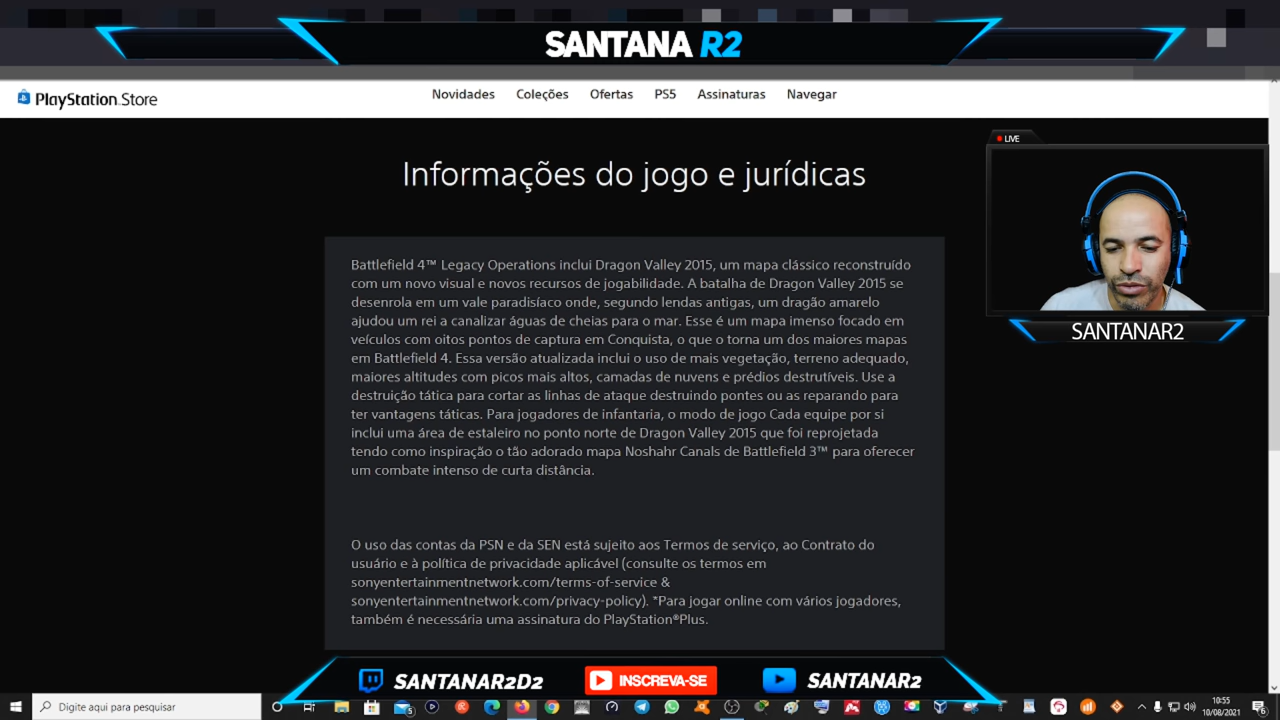 SANTANA R2
PlayStation Store
Novidades Coleções Ofertas PS5 Assinaturas Navegar
LIVE
Informações do jogo e jurídicas
Battlefield 4™ Legacy Operations inclui Dragon Valley 2015, um mapa clássico reconstruído
com um novo visual e novos recursos de jogabilidade. A batalha de Dragon Valley 2015 se
desenrola em um vale paradisíaco onde, segundo lendas antigas, um dragão amarelo
ajudou um rei a canalizar águas de cheias para o mar. Esse é um mapa imenso focado em
veículos com oitos pontos de captura em Conquista, o que o torna um dos maiores mapas
em Battlefield 4. Essa versão atualizada inclui o uso de mais vegetação, terreno adequado,
maiores altitudes com picos mais altos, camadas de nuvens e prédios destrutíveis. Use a
destruição tática para cortar as linhas de ataque destruindo pontes ou as reparando para
ter vantagens táticas. Para jogadores de infantaria, o modo de jogo Cada equipe por si
inclui uma área de estaleiro no ponto norte de Dragon Valley 2015 que foi reprojetada
tendo como inspiração o tão adorado mapa Noshahr Canals de Battlefield 3™ para oferecer
um combate intenso de curta distância.
SANTANAR2
O uso das contas da PSN e da SEN está sujeito aos Termos de serviço, ao Contrato do
usuário e à política de privacidade aplicável (consulte os termos em
sonyentertainmentnetwork.com/terms-of-service &
sonyentertainmentnetwork.com/privacy-policy). *Para jogar online com vários jogadores,
também é necessária uma assinatura do PlayStation®Plus.
SANTANAR2D2 INSCREVA-SE SANTANAR2
Digite aqui para pesquisar
10:55
10/08/2021